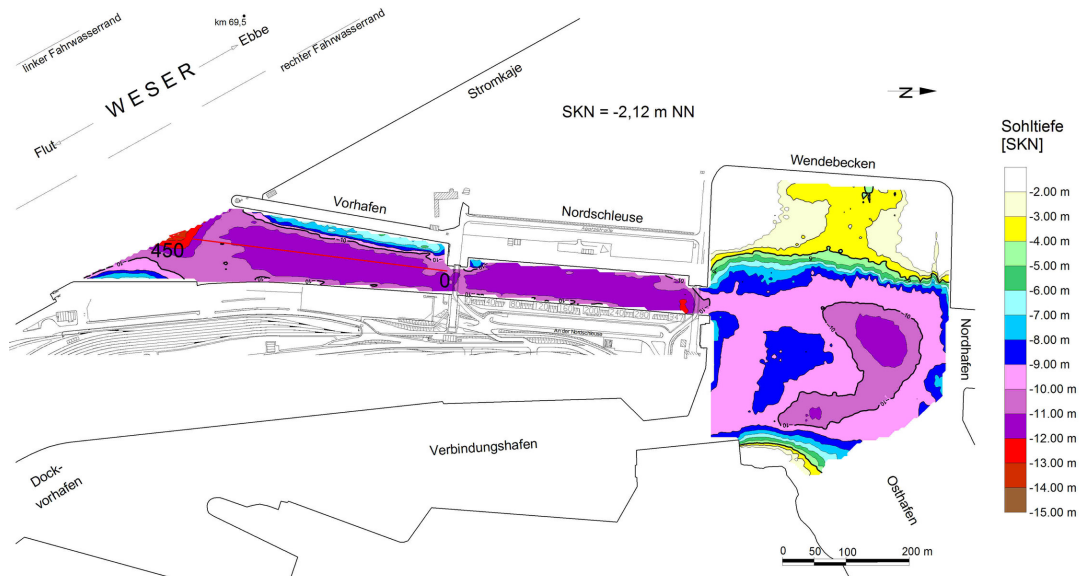 linker Fahrwasserrand
km 69,5
Ebbe
WESER
Flut
rechter Fahrwasserrand
Stromkaje
SKN = -2,12 m NN
N
Wendebecken
Vorhafen
Nordschleuse
450
0
-10
An der Nordschleuse
Nordhafen
Verbindungshafen
Dock-
vorhafen
Osthafen
0 50 100 200 m
Sohltiefe
[SKN]
-2.00 m
-3.00 m
-4.00 m
-5.00 m
-6.00 m
-7.00 m
-8.00 m
-9.00 m
-10.00 m
-11.00 m
-12.00 m
-13.00 m
-14.00 m
-15.00 m